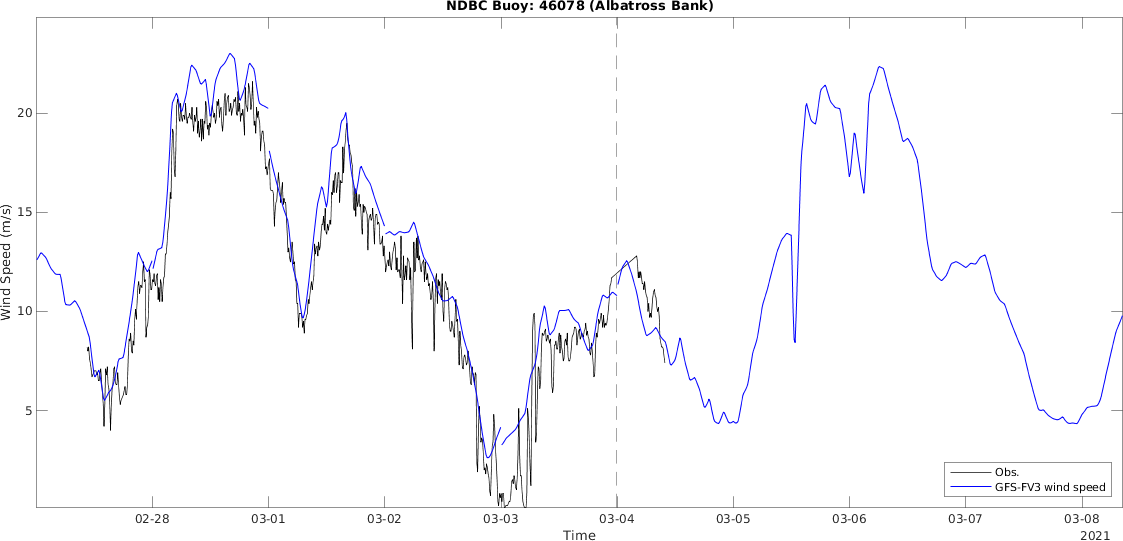 NDBC Buoy: 46078 (Albatross Bank)
Wind Speed (m/s)
20
15
10
5
Obs.
GFS-FV3 wind speed
02-28 03-01 03-02 03-03 03-04 03-05 03-06 03-07 03-08
Time
2021